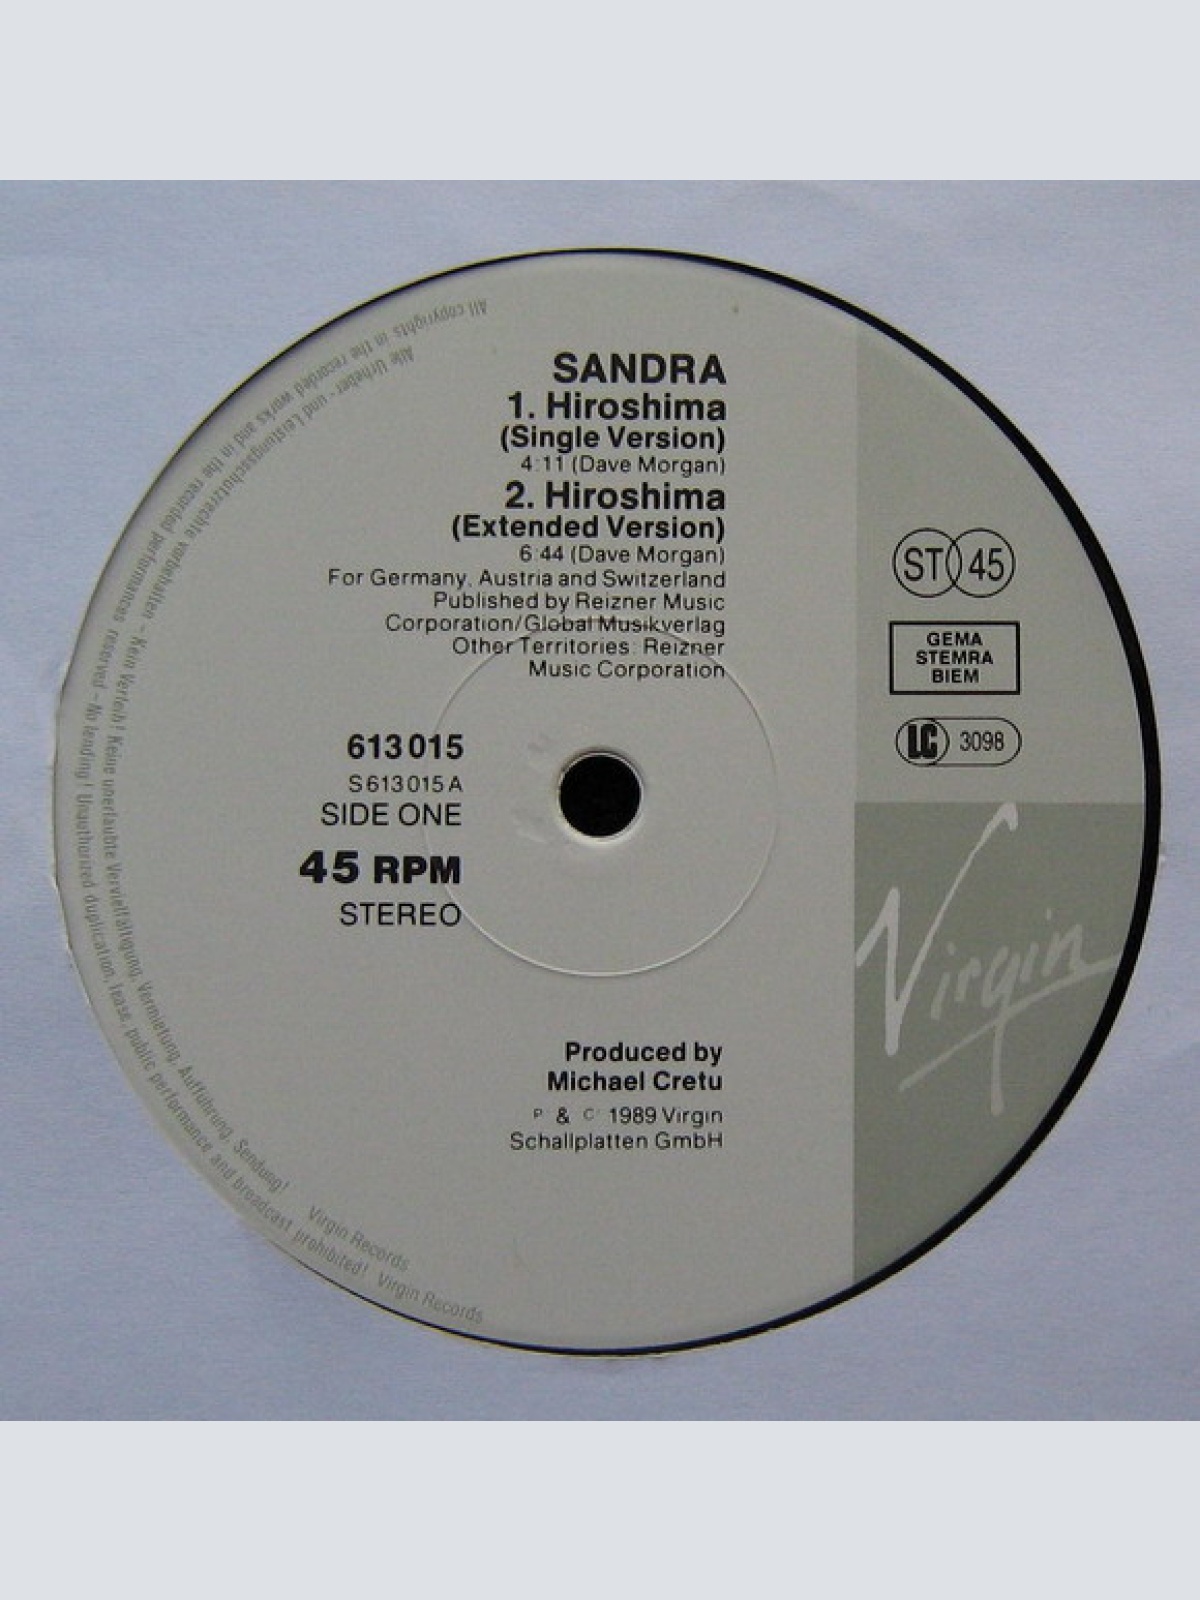 SANDRA
1. Hiroshima
(Single Version)
4:11 (Dave Morgan)
2. Hiroshima
(Extended Version)
6:44 (Dave Morgan)
For Germany, Austria and Switzerland
Published by Reizner Music
Corporation/Global Musikverlag
Other Territories: Reizner
Music Corporation
613 015
S 613 015 A
SIDE ONE
45 RPM
STEREO
ST 45
GEMA
STEMRA
BIEM
LC 3098
Virgin
Produced by
Michael Cretu
P & C 1989 Virgin
Schallplatten GmbH
Alle Urheber- und Leistungsschutzrechte vorbehalten – Kein Verleih! Keine unerlaubte Vervielfältigung, Vermietung, Aufführung, Sendung! Virgin Records
All copyrights in the recorded works and in the recorded performances reserved – No lending! Unauthorized duplication, lease, public performance and broadcast prohibited! Virgin Records